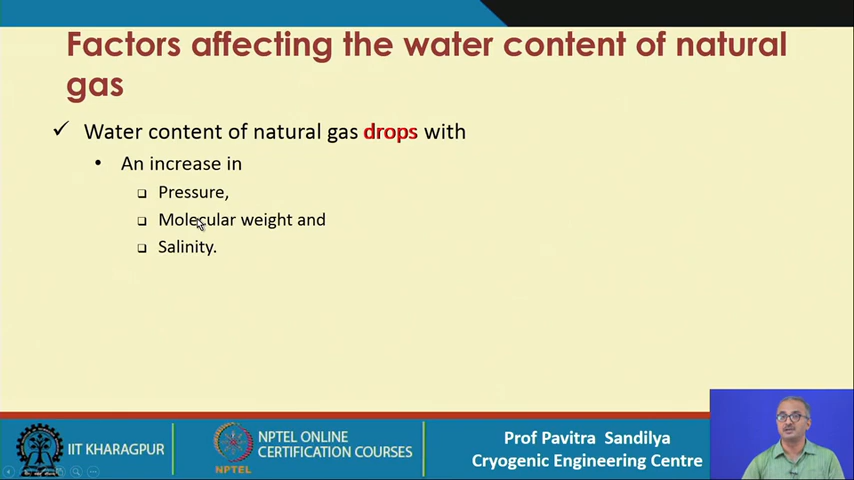 Factors affecting the water content of natural
gas
✓ Water content of natural gas drops with
• An increase in
❑ Pressure,
❑ Molecular weight and
❑ Salinity.
IIT KHARAGPUR
NPTEL
NPTEL ONLINE
CERTIFICATION COURSES
Prof Pavitra Sandilya
Cryogenic Engineering Centre